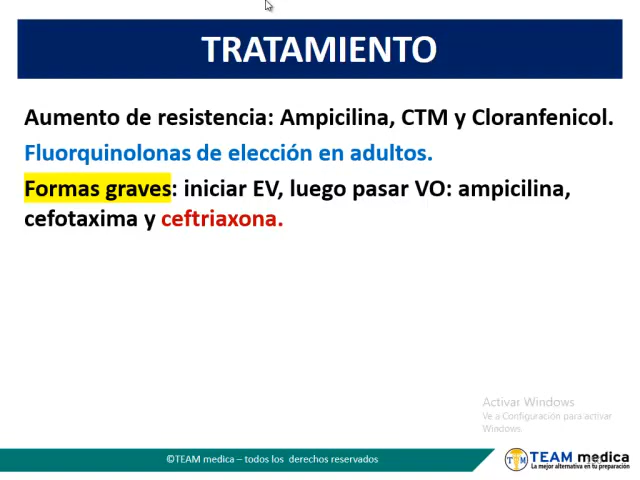 TRATAMIENTO
Aumento de resistencia: Ampicilina, CTM y Cloranfenicol.
Fluorquinolonas de elección en adultos.
Formas graves: iniciar EV, luego pasar VO: ampicilina,
cefotaxima y ceftriaxona.
Activar Windows
Ve a Configuración para activar
Windows.
©TEAM medica – todos los derechos reservados
TM
TEAM medica
La mejor alternativa en tu preparación